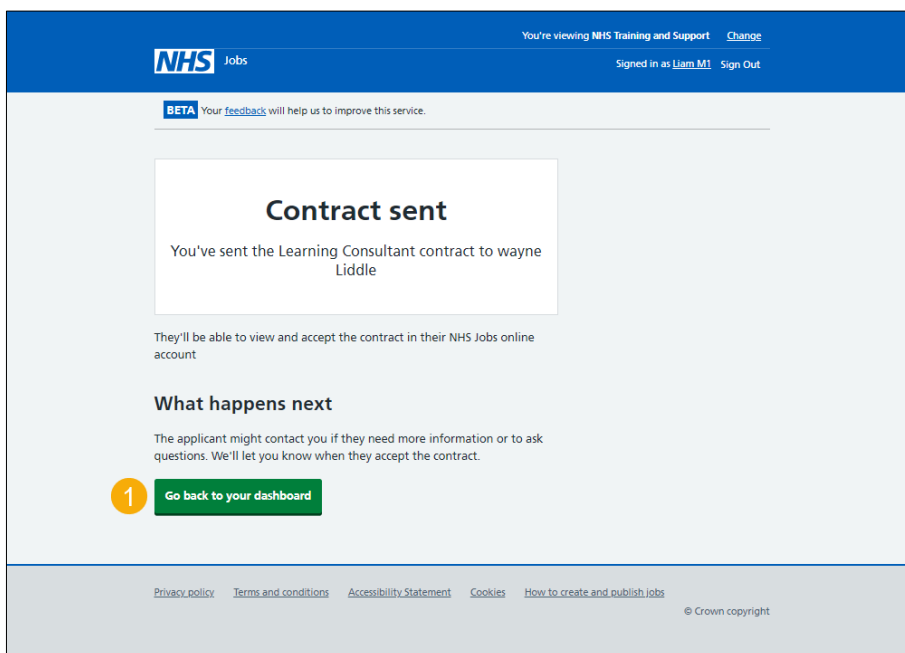 You're viewing NHS Training and Support Change
NHS Jobs
Signed in as Liam M1 Sign Out
BETA Your feedback will help us to improve this service.
Contract sent
You've sent the Learning Consultant contract to wayne
Liddle
They'll be able to view and accept the contract in their NHS Jobs online
account
What happens next
The applicant might contact you if they need more information or to ask
questions. We'll let you know when they accept the contract.
1 Go back to your dashboard
Privacy policy Terms and conditions Accessibility Statement Cookies How to create and publish jobs
© Crown copyright